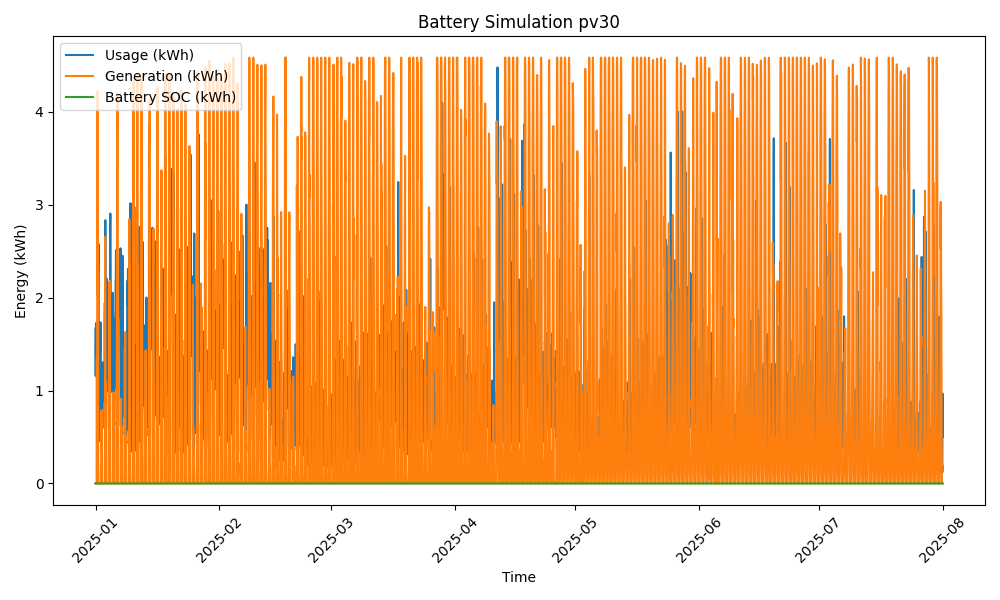 Battery Simulation pv30
Usage (kWh)
Generation (kWh)
Battery SOC (kWh)
Energy (kWh)
4
3
2
1
0
2025-01
2025-02
2025-03
2025-04
2025-05
2025-06
2025-07
2025-08
Time